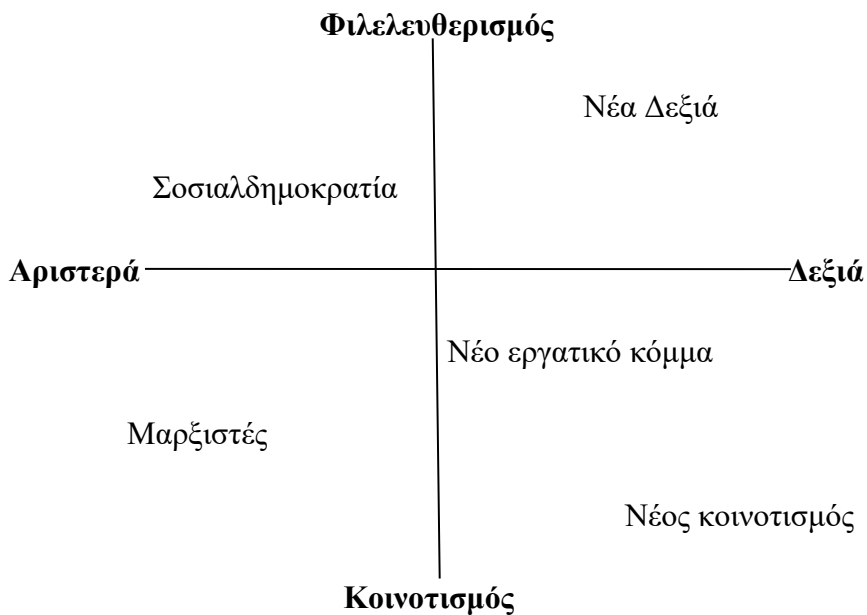 Φιλελευθερισμός
Νέα Δεξιά
Σοσιαλδημοκρατία
Αριστερά
Δεξιά
Νέο εργατικό κόμμα
Μαρξιστές
Νέος κοινοτισμός
Κοινοτισμός